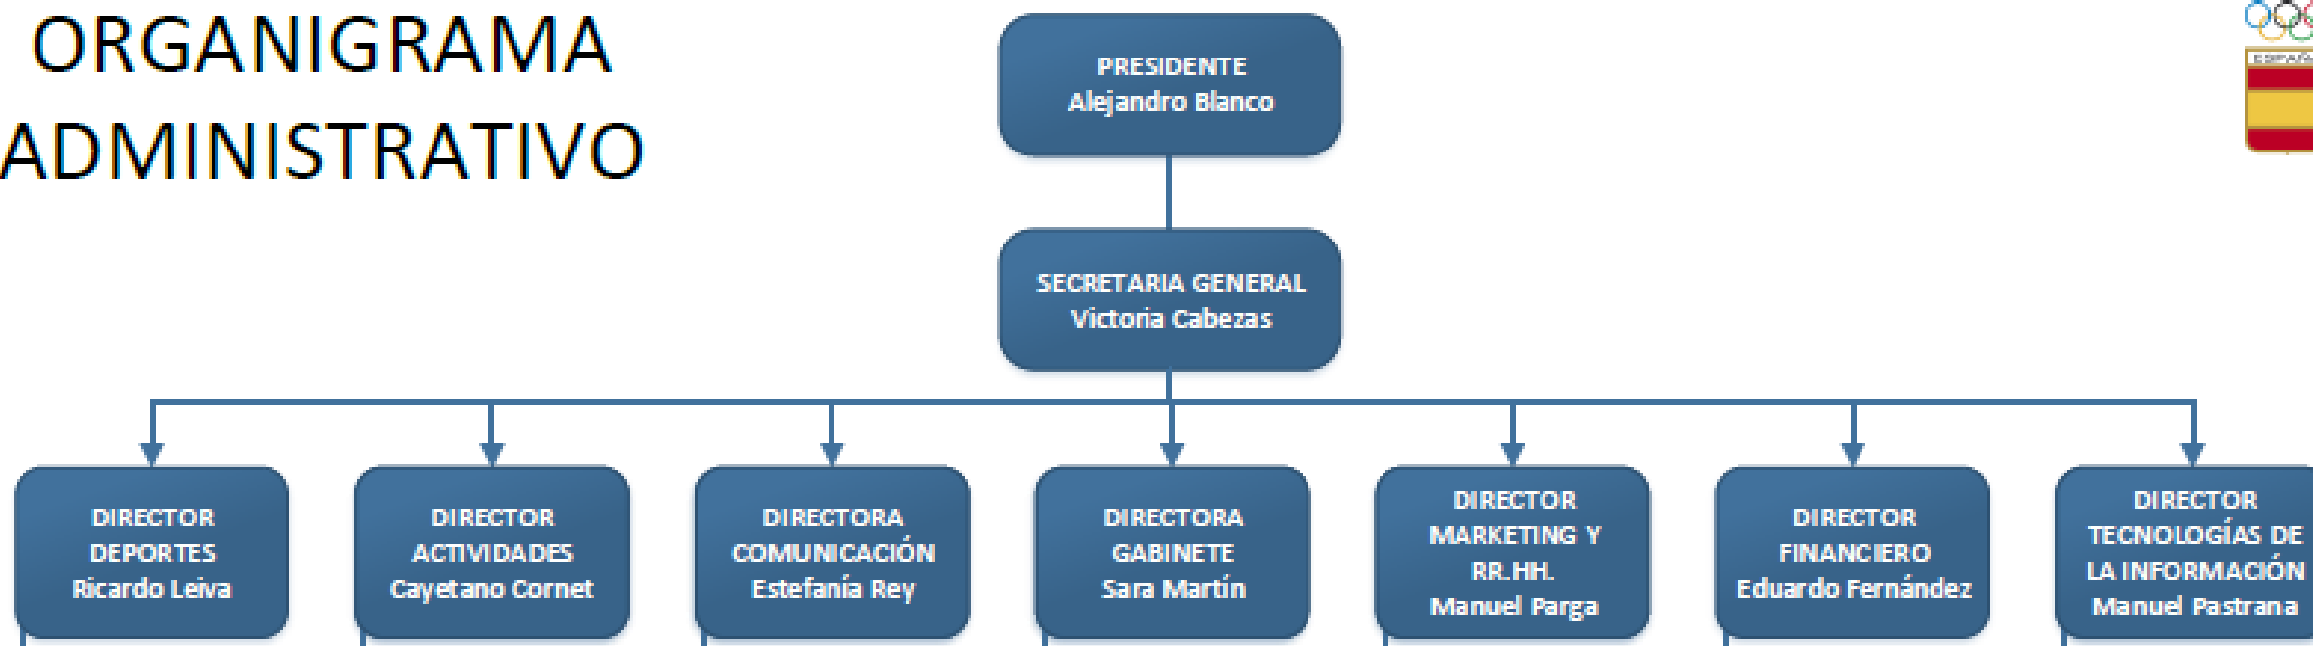 ORGANIGRAMA
ADMINISTRATIVO
PRESIDENTE
Alejandro Blanco
ESPAÑA
SECRETARIA GENERAL
Victoria Cabezas
DIRECTOR
DEPORTES
Ricardo Leiva
DIRECTOR
ACTIVIDADES
Cayetano Cornet
DIRECTORA
COMUNICACIÓN
Estefanía Rey
DIRECTORA
GABINETE
Sara Martín
DIRECTOR
MARKETING Y
RR.HH.
Manuel Parga
DIRECTOR
FINANCIERO
Eduardo Fernández
DIRECTOR
TECNOLOGÍAS DE
LA INFORMACIÓN
Manuel Pastrana